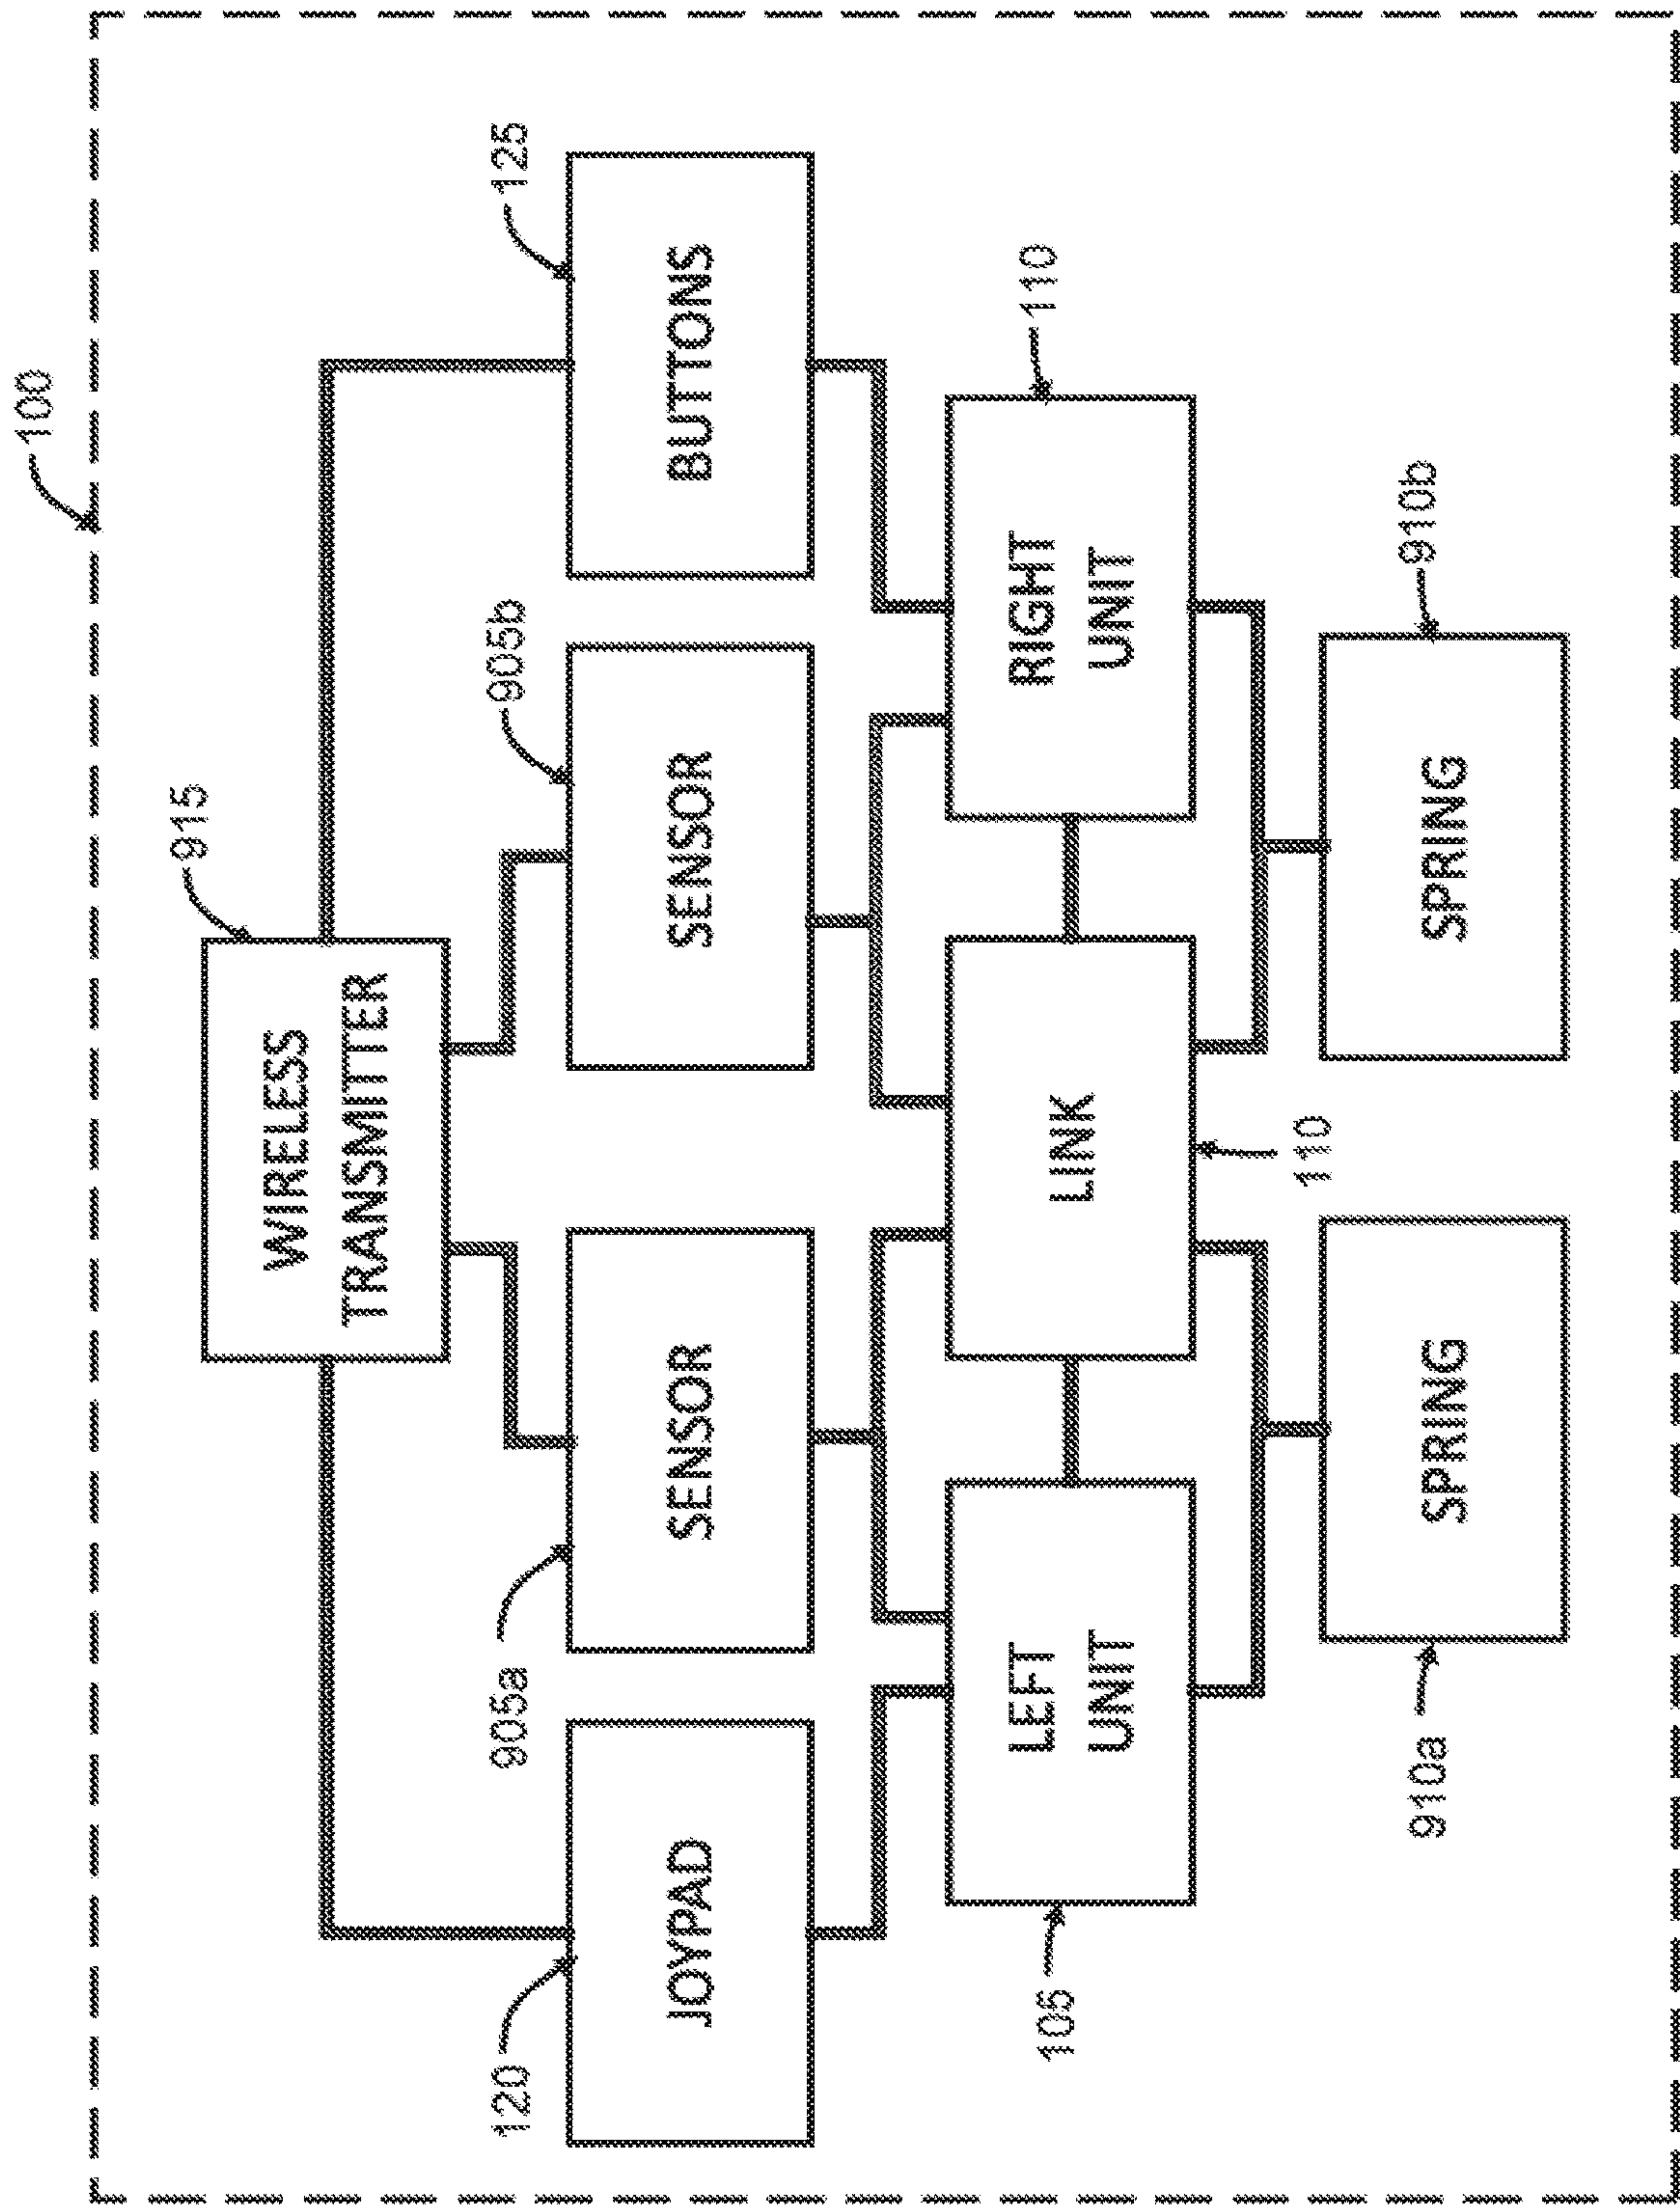 100
915
WIRELESS
TRANSMITTER
120
905a
905b
125
JOYPAD
SENSOR
SENSOR
BUTTONS
105
LEFT
UNIT
LINK
RIGHT
UNIT
110
110
910a
SPRING
SPRING
910b